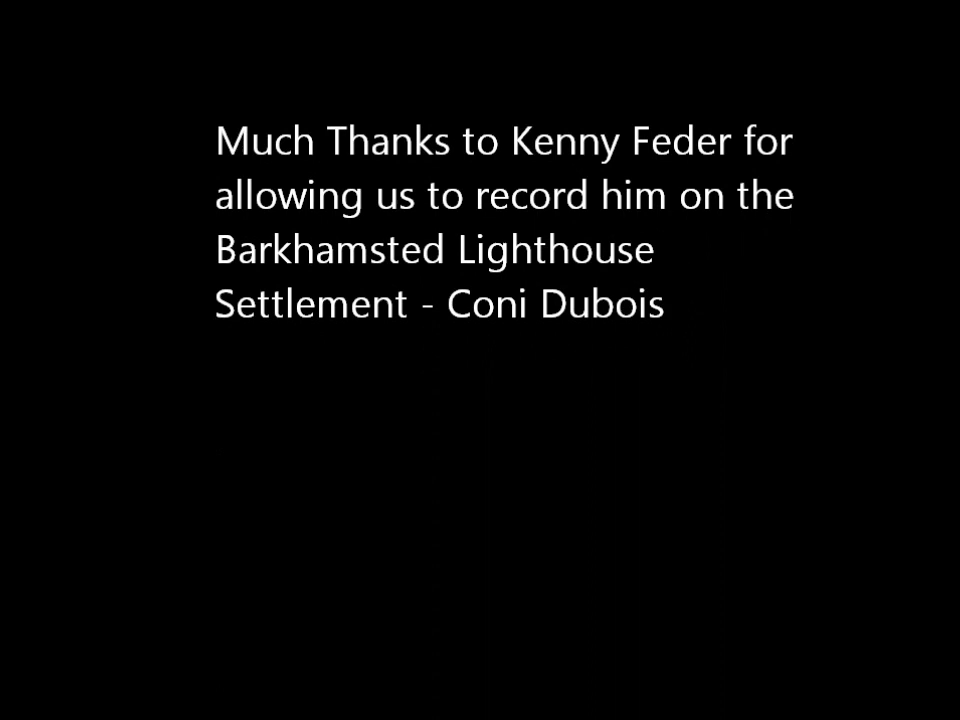 Much Thanks to Kenny Feder for
allowing us to record him on the
Barkhamsted Lighthouse
Settlement - Coni Dubois